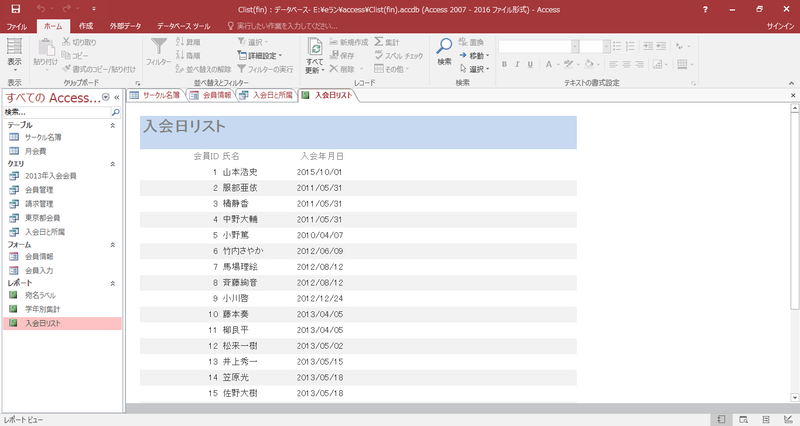 Clist(fin) : データベース- E:¥eラン¥access¥Clist(fin).accdb (Access 2007 - 2016 ファイル形式) - Access
サインイン
ファイル ホーム 作成 外部データ データベース ツール 実行したい作業を入力してください...
表示
表示
貼り付け
切り取り
コピー
書式のコピー/貼り付け
クリップボード
フィルター
昇順
降順
並べ替えの解除
選択
詳細設定
フィルターの実行
並べ替えとフィルター
すべて更新
新規作成
保存
削除
集計
スペル チェック
その他
レコード
検索
置換
移動
選択
検索
B I U A
テキストの書式設定
すべての Access...
検索...
テーブル
サークル名簿
月会費
クエリ
2013年入会会員
会員管理
請求管理
東京都会員
入会日と所属
フォーム
会員情報
会員入力
レポート
宛名ラベル
学年別集計
入会日リスト
サークル名簿 会員情報 入会日と所属 入会日リスト
入会日リスト
会員ID 氏名 入会年月日
1 山本浩史 2015/10/01
2 服部亜依 2011/05/31
3 橘静香 2011/05/31
4 中野大輔 2011/05/31
5 小野篤 2010/04/07
6 竹内さやか 2012/06/09
7 馬場理絵 2012/08/12
8 斉藤絢音 2012/08/12
9 小川啓 2012/12/24
10 藤本奏 2013/04/05
11 柳良平 2013/04/05
12 松来一樹 2013/05/02
13 井上秀一 2013/05/15
14 笠原光 2013/05/18
15 佐野大樹 2013/05/18
レポート ビュー